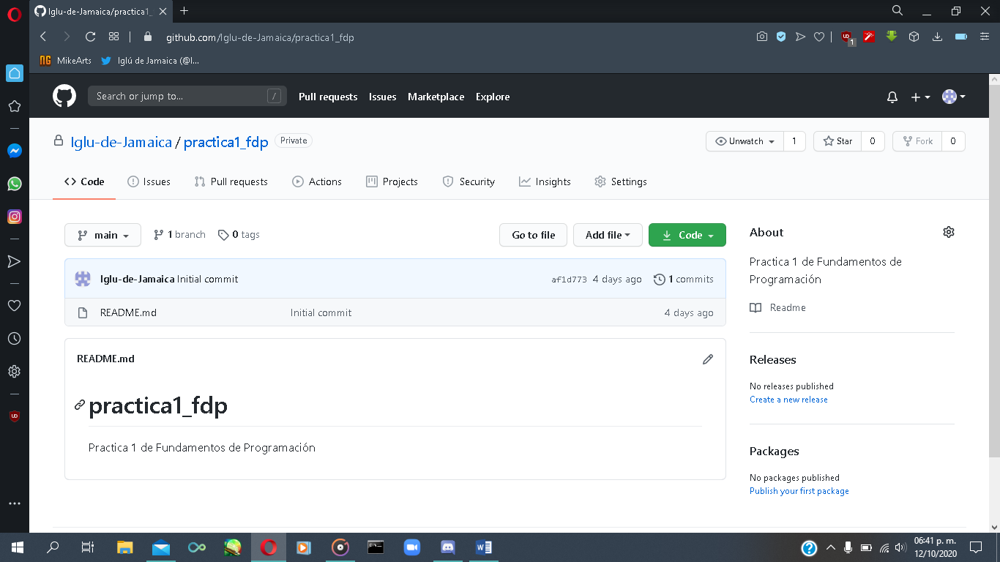 Iglu-de-Jamaica/practica1_
github.com/Iglu-de-Jamaica/practica1_fdp
1
NG MikeArts Iglú de Jamaica (@I...
Search or jump to... / Pull requests Issues Marketplace Explore
Iglu-de-Jamaica / practica1_fdp Private Unwatch 1 Star 0 Fork 0
Code Issues Pull requests Actions Projects Security Insights Settings
main 1 branch 0 tags Go to file Add file Code
Iglu-de-Jamaica Initial commit af1d773 4 days ago 1 commits
README.md Initial commit 4 days ago
README.md
practica1_fdp
Practica 1 de Fundamentos de Programación
About
Practica 1 de Fundamentos de
Programación
Readme
Releases
No releases published
Create a new release
Packages
No packages published
Publish your first package
06:41 p. m.
12/10/2020